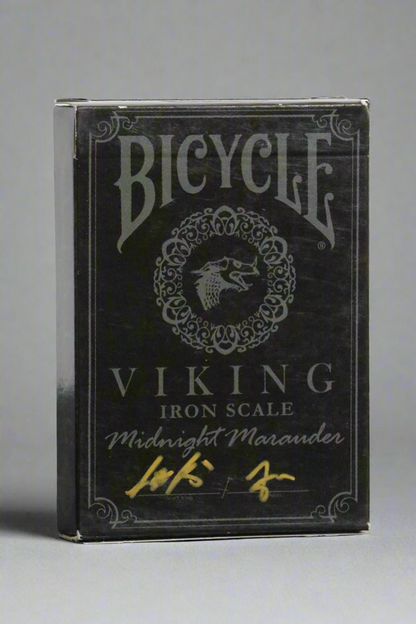 BICYCLE®
VIKING
IRON SCALE
Midnight Marauder